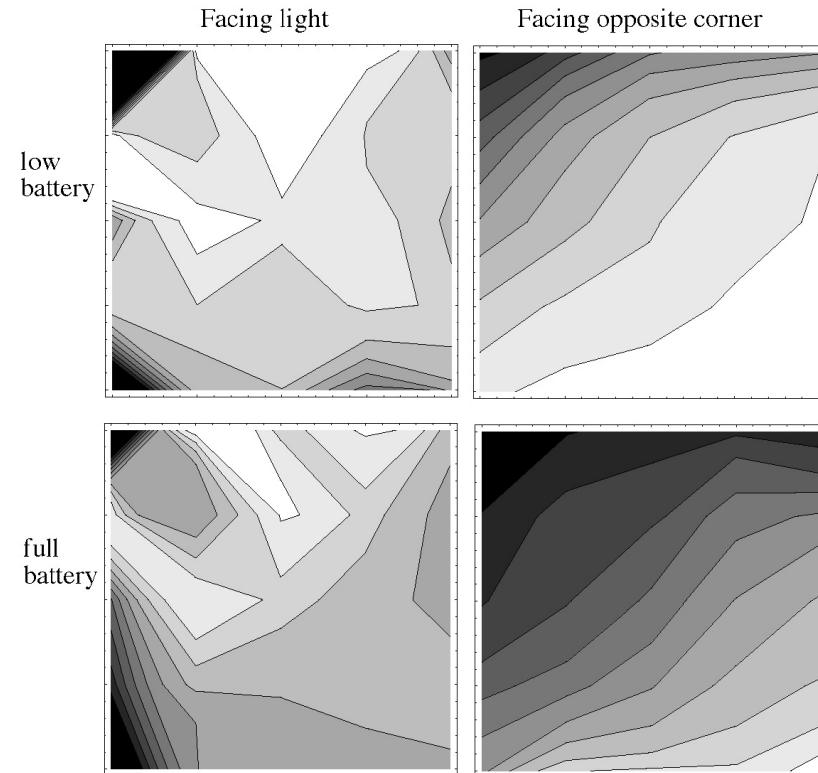 Facing light
Facing opposite corner
low
battery
full
battery